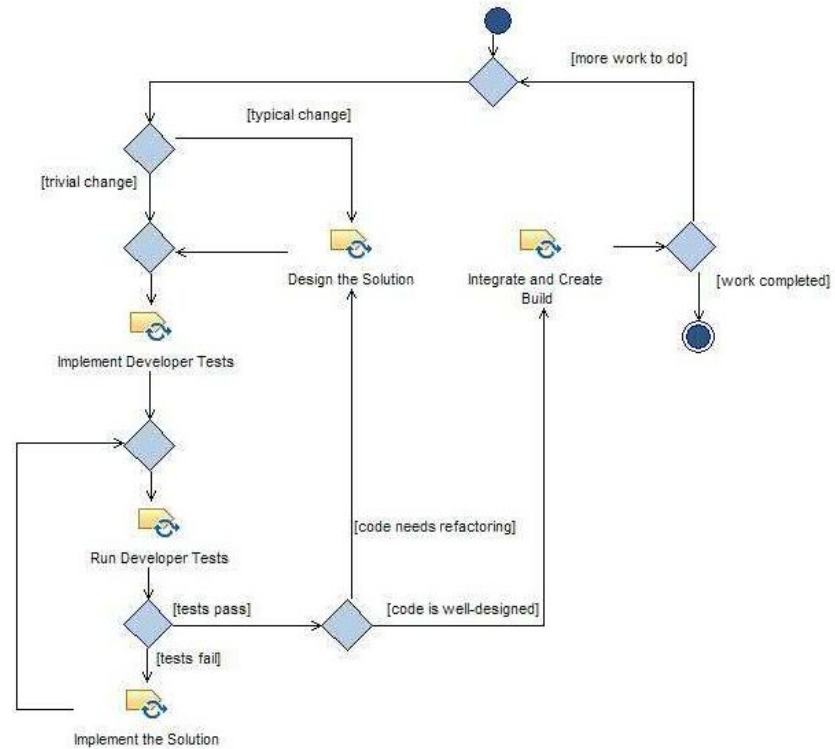 [more work to do]
[typical change]
[trivial change]
Design the Solution
Integrate and Create
Build
[work completed]
Implement Developer Tests
[code needs refactoring]
Run Developer Tests
[tests pass]
[code is well-designed]
[tests fail]
Implement the Solution